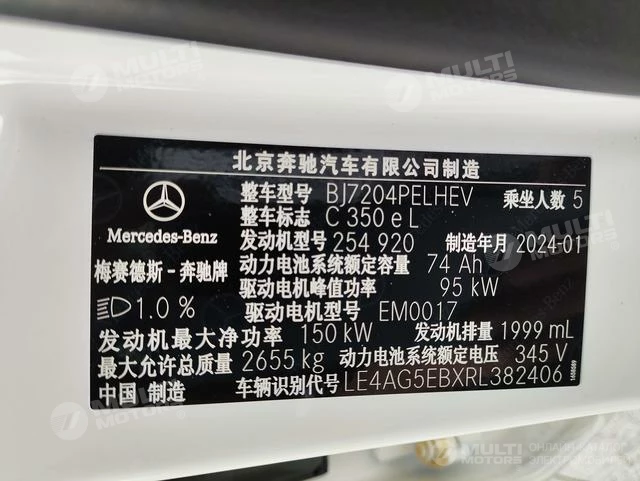 MULTI MOTORS
MULTI MOTORS
北京奔驰汽车有限公司制造
整车型号 BJ7204PELHEV 乘坐人数 5
整车标志 C 350 e L
发动机型号 254 920 制造年月 2024-01
Mercedes-Benz
梅赛德斯-奔驰牌
动力电池系统额定容量 74 Ah
驱动电机峰值功率 95 kW
1.0 %
驱动电机型号 EM0017
发动机最大净功率 150 kW 发动机排量 1999 mL
最大允许总质量 2655 kg 动力电池系统额定电压 345 V
中国 制造 车辆识别代号 LE4AG5EBXRL382406
MULTI MOTORS